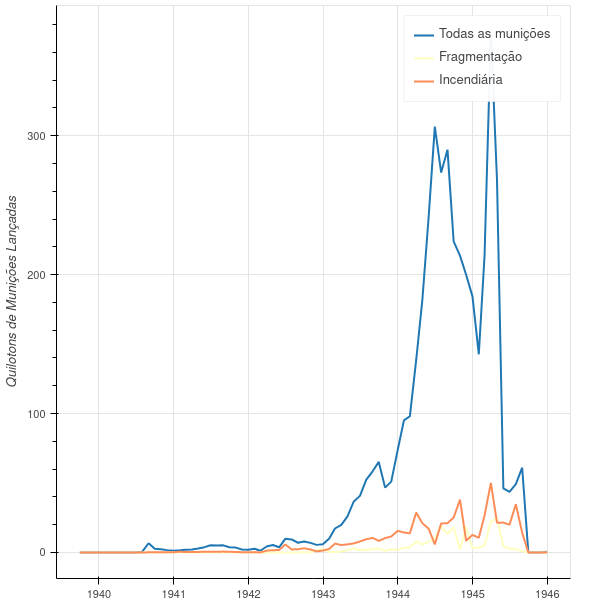 Todas as munições
Fragmentação
Incendiária
Quilotons de Munições Lançadas
300
200
100
0
1940 1941 1942 1943 1944 1945 1946